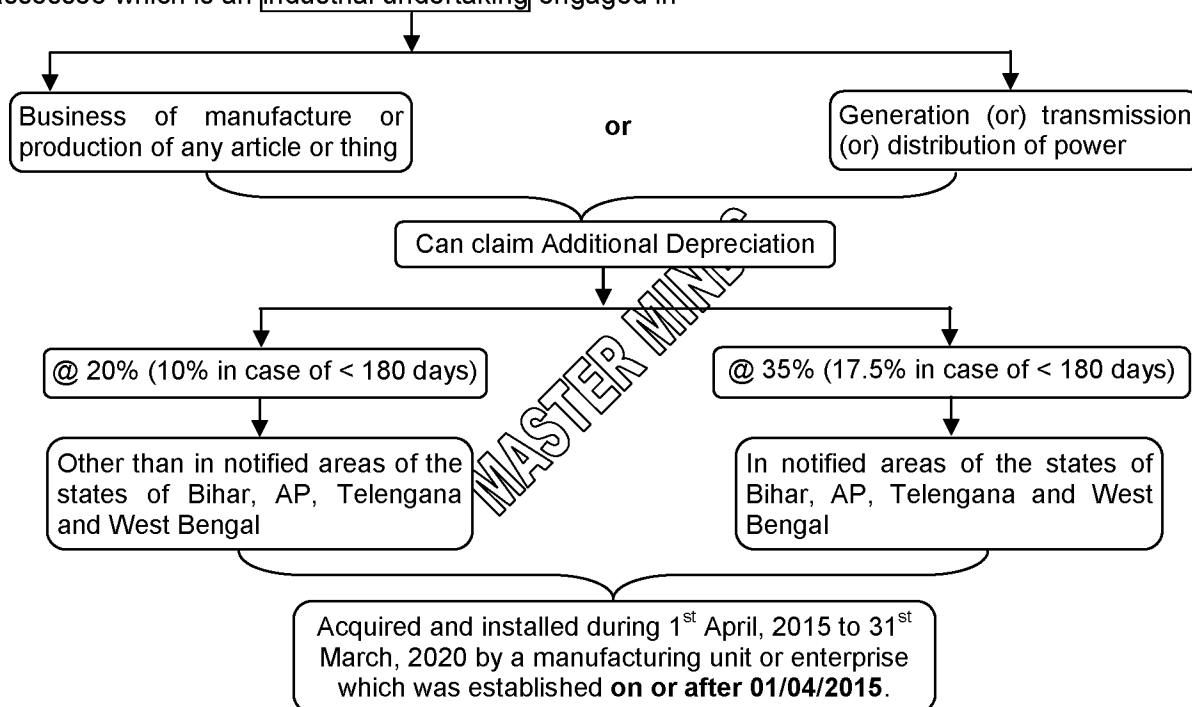 which is an industrial undertaking engaged in
Business of manufacture or
production of any article or thing
or
Generation (or) transmission
(or) distribution of power
Can claim Additional Depreciation
MASTER MINDS
@ 20% (10% in case of < 180 days)
@ 35% (17.5% in case of < 180 days)
Other than in notified areas of the
states of Bihar, AP, Telengana
and West Bengal
In notified areas of the states of
Bihar, AP, Telengana and West
Bengal
Acquired and installed during 1st April, 2015 to 31st
March, 2020 by a manufacturing unit or enterprise
which was established on or after 01/04/2015.